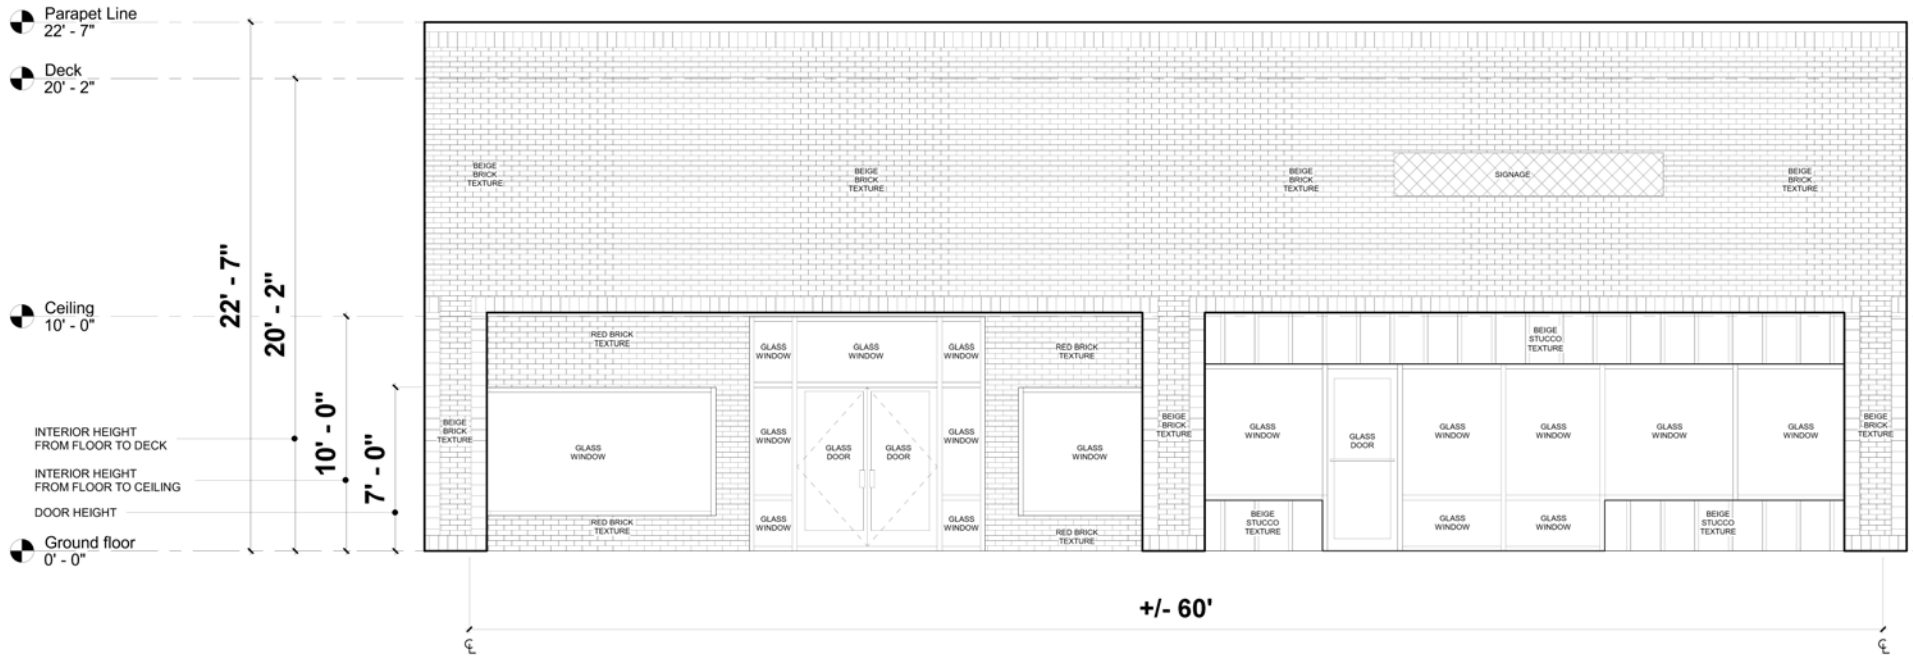 Parapet Line
22' - 7"
Deck
20' - 2"
Ceiling
10' - 0"
INTERIOR HEIGHT
FROM FLOOR TO DECK
INTERIOR HEIGHT
FROM FLOOR TO CEILING
DOOR HEIGHT
Ground floor
0' - 0"
22' - 7"
20' - 2"
10' - 0"
7' - 0"
BEIGE
BRICK
TEXTURE
BEIGE
BRICK
TEXTURE
BEIGE
BRICK
TEXTURE
SIGNAGE
BEIGE
BRICK
TEXTURE
RED BRICK
TEXTURE
GLASS
WINDOW
GLASS
WINDOW
GLASS
WINDOW
RED BRICK
TEXTURE
BEIGE
STUCCO
TEXTURE
BEIGE
BRICK
TEXTURE
GLASS
WINDOW
GLASS
WINDOW
GLASS
DOOR
GLASS
DOOR
GLASS
WINDOW
GLASS
WINDOW
BEIGE
BRICK
TEXTURE
GLASS
WINDOW
GLASS
DOOR
GLASS
WINDOW
GLASS
WINDOW
GLASS
WINDOW
GLASS
WINDOW
BEIGE
BRICK
TEXTURE
RED BRICK
TEXTURE
GLASS
WINDOW
GLASS
WINDOW
RED BRICK
TEXTURE
BEIGE
STUCCO
TEXTURE
GLASS
WINDOW
GLASS
WINDOW
BEIGE
STUCCO
TEXTURE
+/- 60'
℄
℄